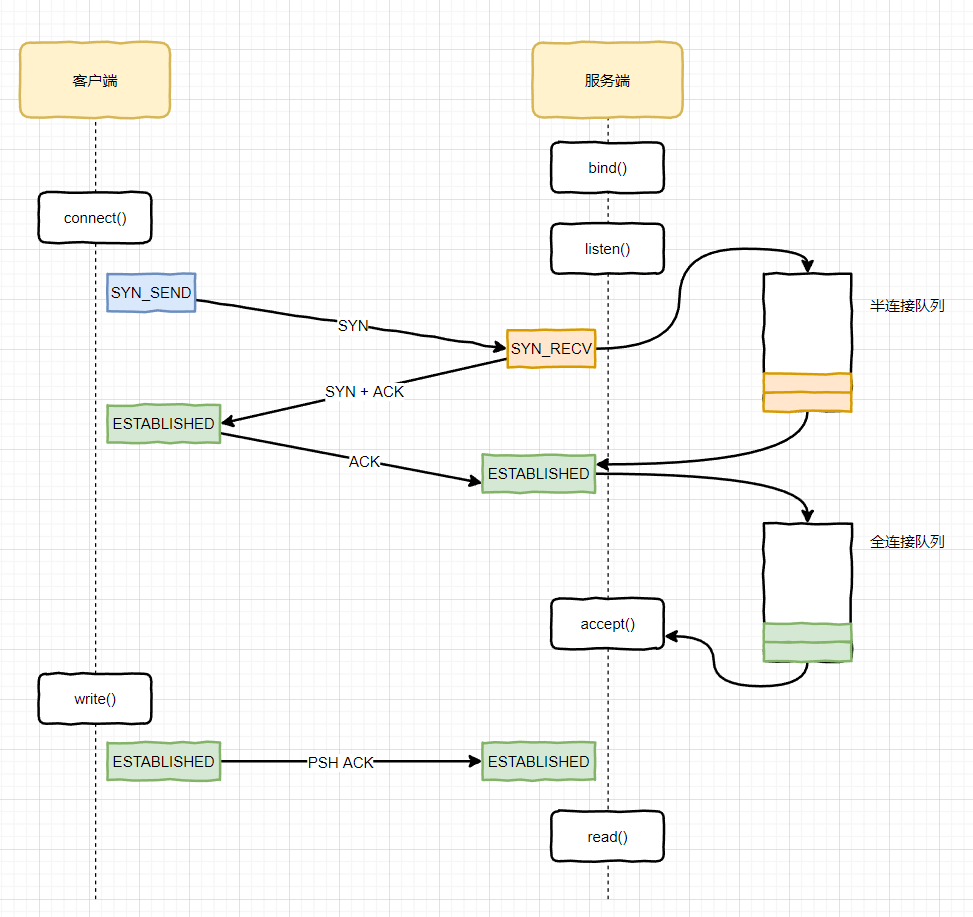 客户端
服务端
bind()
connect()
listen()
SYN_SEND
半连接队列
SYN
SYN_RECV
SYN + ACK
ESTABLISHED
ACK
ESTABLISHED
全连接队列
accept()
write()
ESTABLISHED
PSH ACK
ESTABLISHED
read()